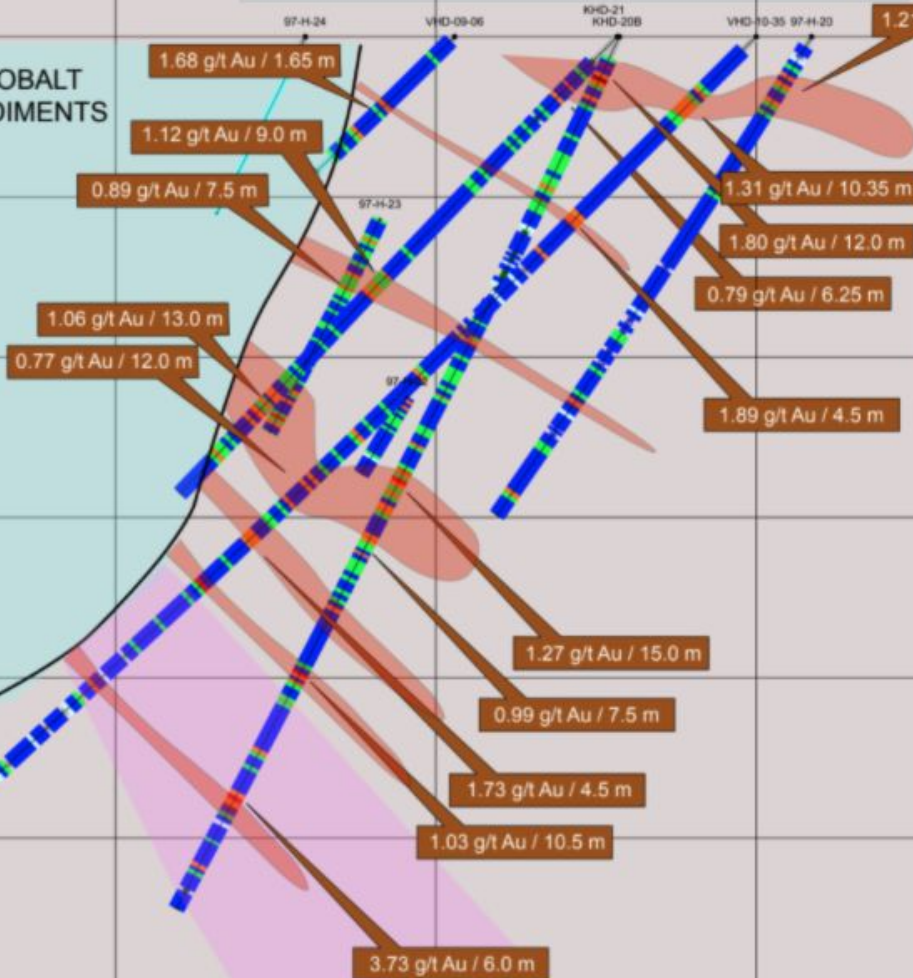 KHD-21
97-H-24
VHD-09-06
KHD-20B
VHD-10-35
97-H-20
1.2
1.68 g/t Au / 1.65 m
OBALT
DIMENTS
1.12 g/t Au / 9.0 m
0.89 g/t Au / 7.5 m
1.31 g/t Au / 10.35 m
97-H-23
1.80 g/t Au / 12.0 m
0.79 g/t Au / 6.25 m
1.06 g/t Au / 13.0 m
0.77 g/t Au / 12.0 m
1.89 g/t Au / 4.5 m
1.27 g/t Au / 15.0 m
0.99 g/t Au / 7.5 m
1.73 g/t Au / 4.5 m
1.03 g/t Au / 10.5 m
3.73 g/t Au / 6.0 m